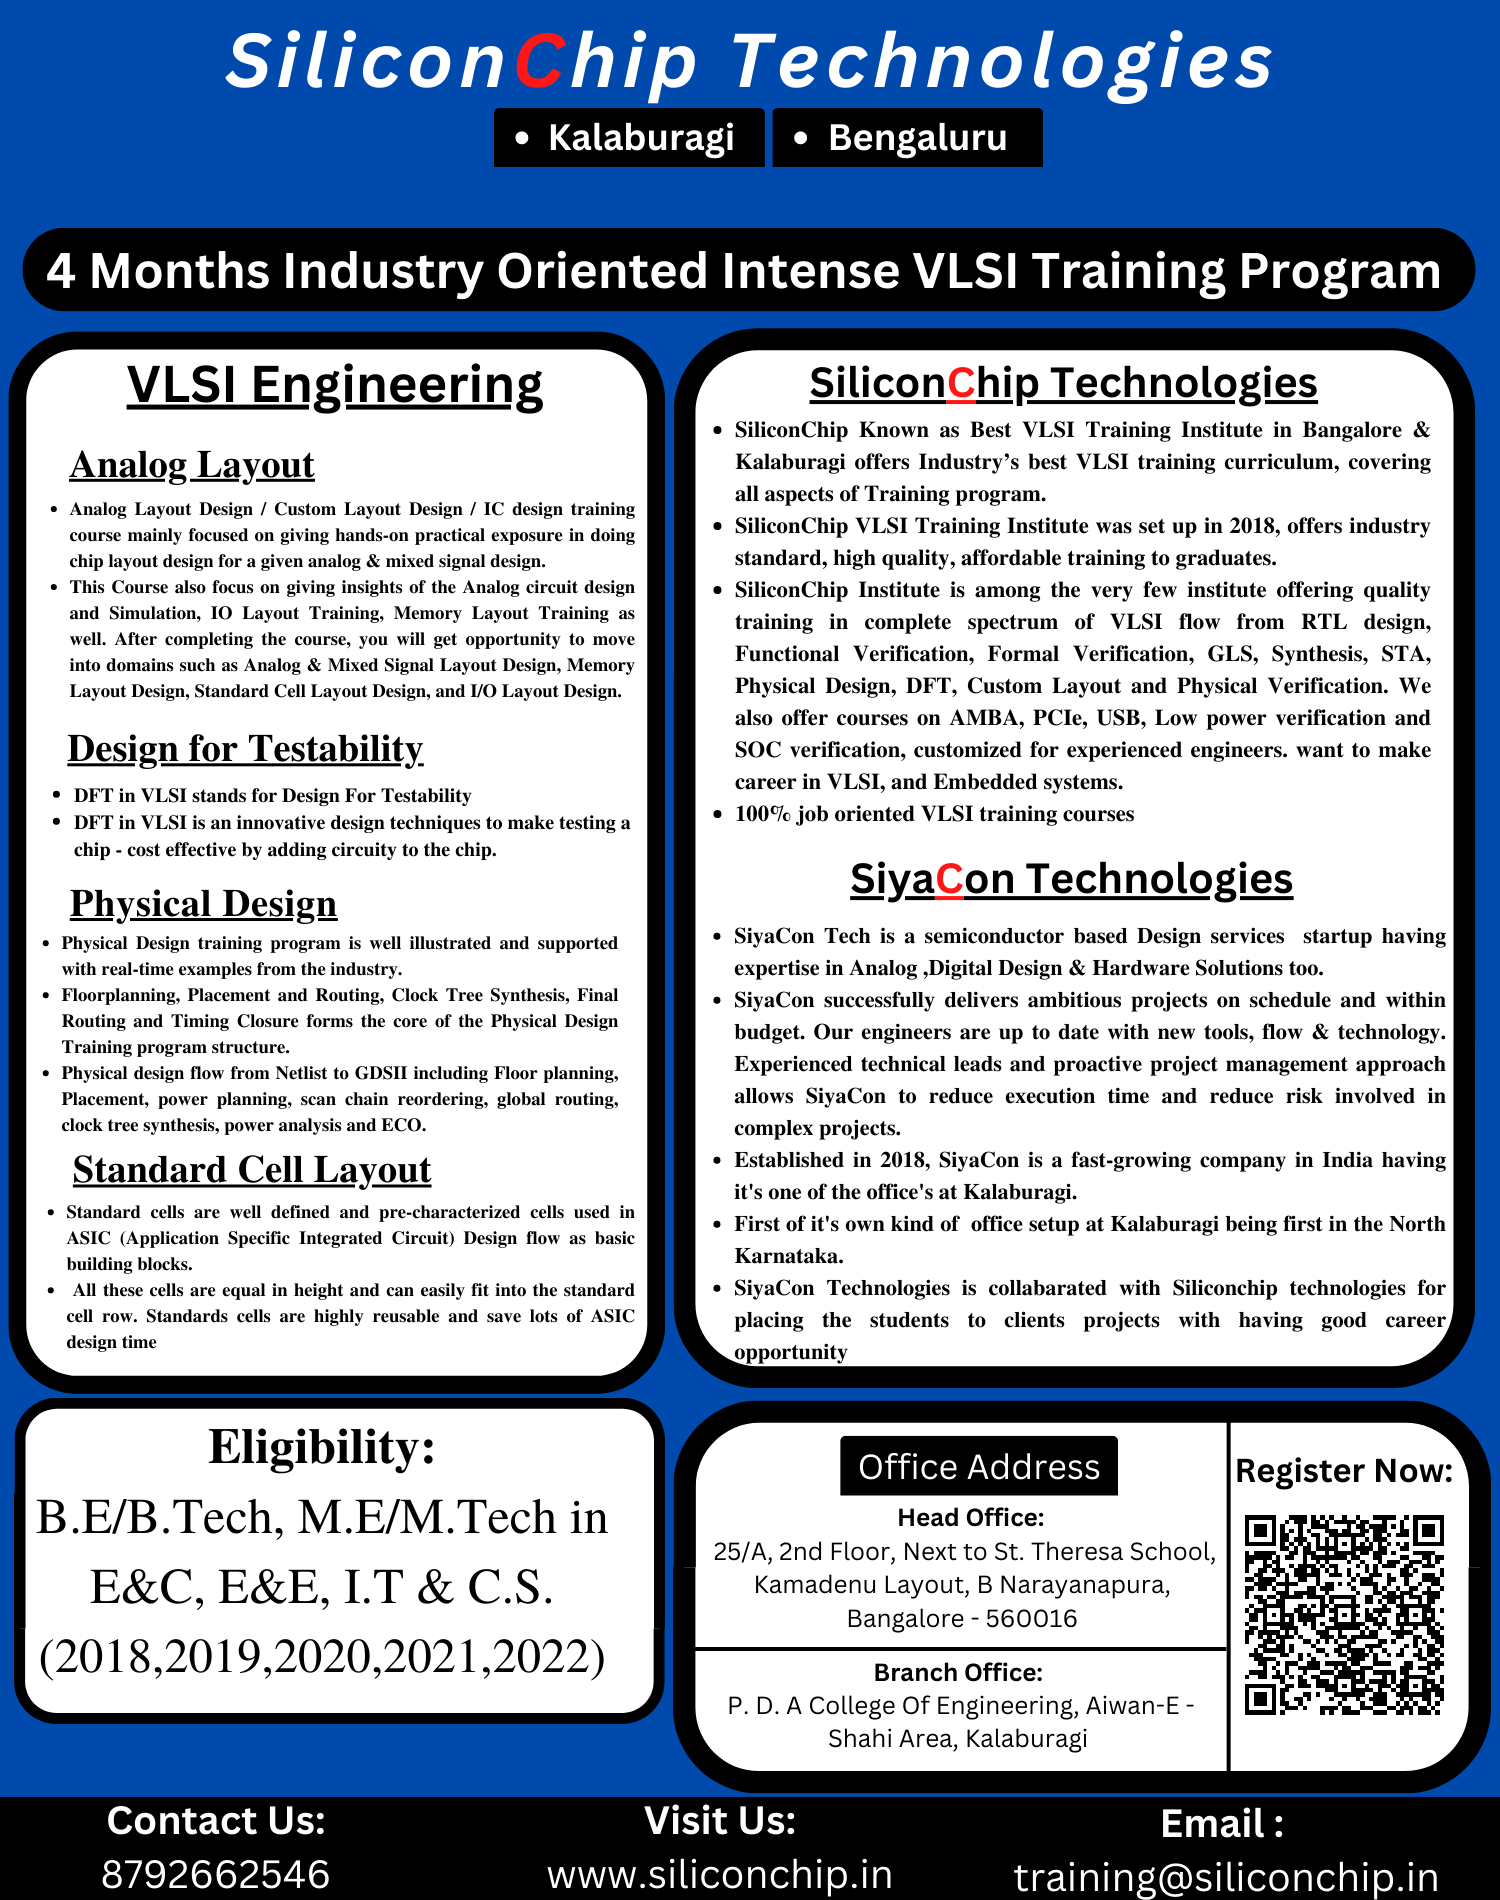 SiliconChip Technologies
• Kalaburagi
• Bengaluru
4 Months Industry Oriented Intense VLSI Training Program
VLSI Engineering
Analog Layout
• Analog Layout Design / Custom Layout Design / IC design training
course mainly focused on giving hands-on practical exposure in doing
chip layout design for a given analog & mixed signal design.
• This Course also focus on giving insights of the Analog circuit design
and Simulation, IO Layout Training, Memory Layout Training as
well. After completing the course, you will get opportunity to move
into domains such as Analog & Mixed Signal Layout Design, Memory
Layout Design, Standard Cell Layout Design, and I/O Layout Design.
Design for Testability
• DFT in VLSI stands for Design For Testability
• DFT in VLSI is an innovative design techniques to make testing a
chip - cost effective by adding circuity to the chip.
Physical Design
• Physical Design training program is well illustrated and supported
with real-time examples from the industry.
• Floorplanning, Placement and Routing, Clock Tree Synthesis, Final
Routing and Timing Closure forms the core of the Physical Design
Training program structure.
• Physical design flow from Netlist to GDSII including Floor planning,
Placement, power planning, scan chain reordering, global routing,
clock tree synthesis, power analysis and ECO.
Standard Cell Layout
• Standard cells are well defined and pre-characterized cells used in
ASIC (Application Specific Integrated Circuit) Design flow as basic
building blocks.
• All these cells are equal in height and can easily fit into the standard
cell row. Standards cells are highly reusable and save lots of ASIC
design time
SiliconChip Technologies
• SiliconChip Known as Best VLSI Training Institute in Bangalore &
Kalaburagi offers Industry’s best VLSI training curriculum, covering
all aspects of Training program.
• SiliconChip VLSI Training Institute was set up in 2018, offers industry
standard, high quality, affordable training to graduates.
• SiliconChip Institute is among the very few institute offering quality
training in complete spectrum of VLSI flow from RTL design,
Functional Verification, Formal Verification, GLS, Synthesis, STA,
Physical Design, DFT, Custom Layout and Physical Verification. We
also offer courses on AMBA, PCIe, USB, Low power verification and
SOC verification, customized for experienced engineers. want to make
career in VLSI, and Embedded systems.
• 100% job oriented VLSI training courses
SiyaCon Technologies
• SiyaCon Tech is a semiconductor based Design services startup having
expertise in Analog ,Digital Design & Hardware Solutions too.
• SiyaCon successfully delivers ambitious projects on schedule and within
budget. Our engineers are up to date with new tools, flow & technology.
Experienced technical leads and proactive project management approach
allows SiyaCon to reduce execution time and reduce risk involved in
complex projects.
• Established in 2018, SiyaCon is a fast-growing company in India having
it's one of the office's at Kalaburagi.
• First of it's own kind of office setup at Kalaburagi being first in the North
Karnataka.
• SiyaCon Technologies is collabarated with Siliconchip technologies for
placing the students to clients projects with having good career
opportunity
Eligibility:
B.E/B.Tech, M.E/M.Tech in
E&C, E&E, I.T & C.S.
(2018,2019,2020,2021,2022)
Office Address
Head Office:
25/A, 2nd Floor, Next to St. Theresa School,
Kamadenu Layout, B Narayanapura,
Bangalore - 560016
Branch Office:
P. D. A College Of Engineering, Aiwan-E -
Shahi Area, Kalaburagi
Register Now:
Contact Us:
8792662546
Visit Us:
www.siliconchip.in
Email :
training@siliconchip.in